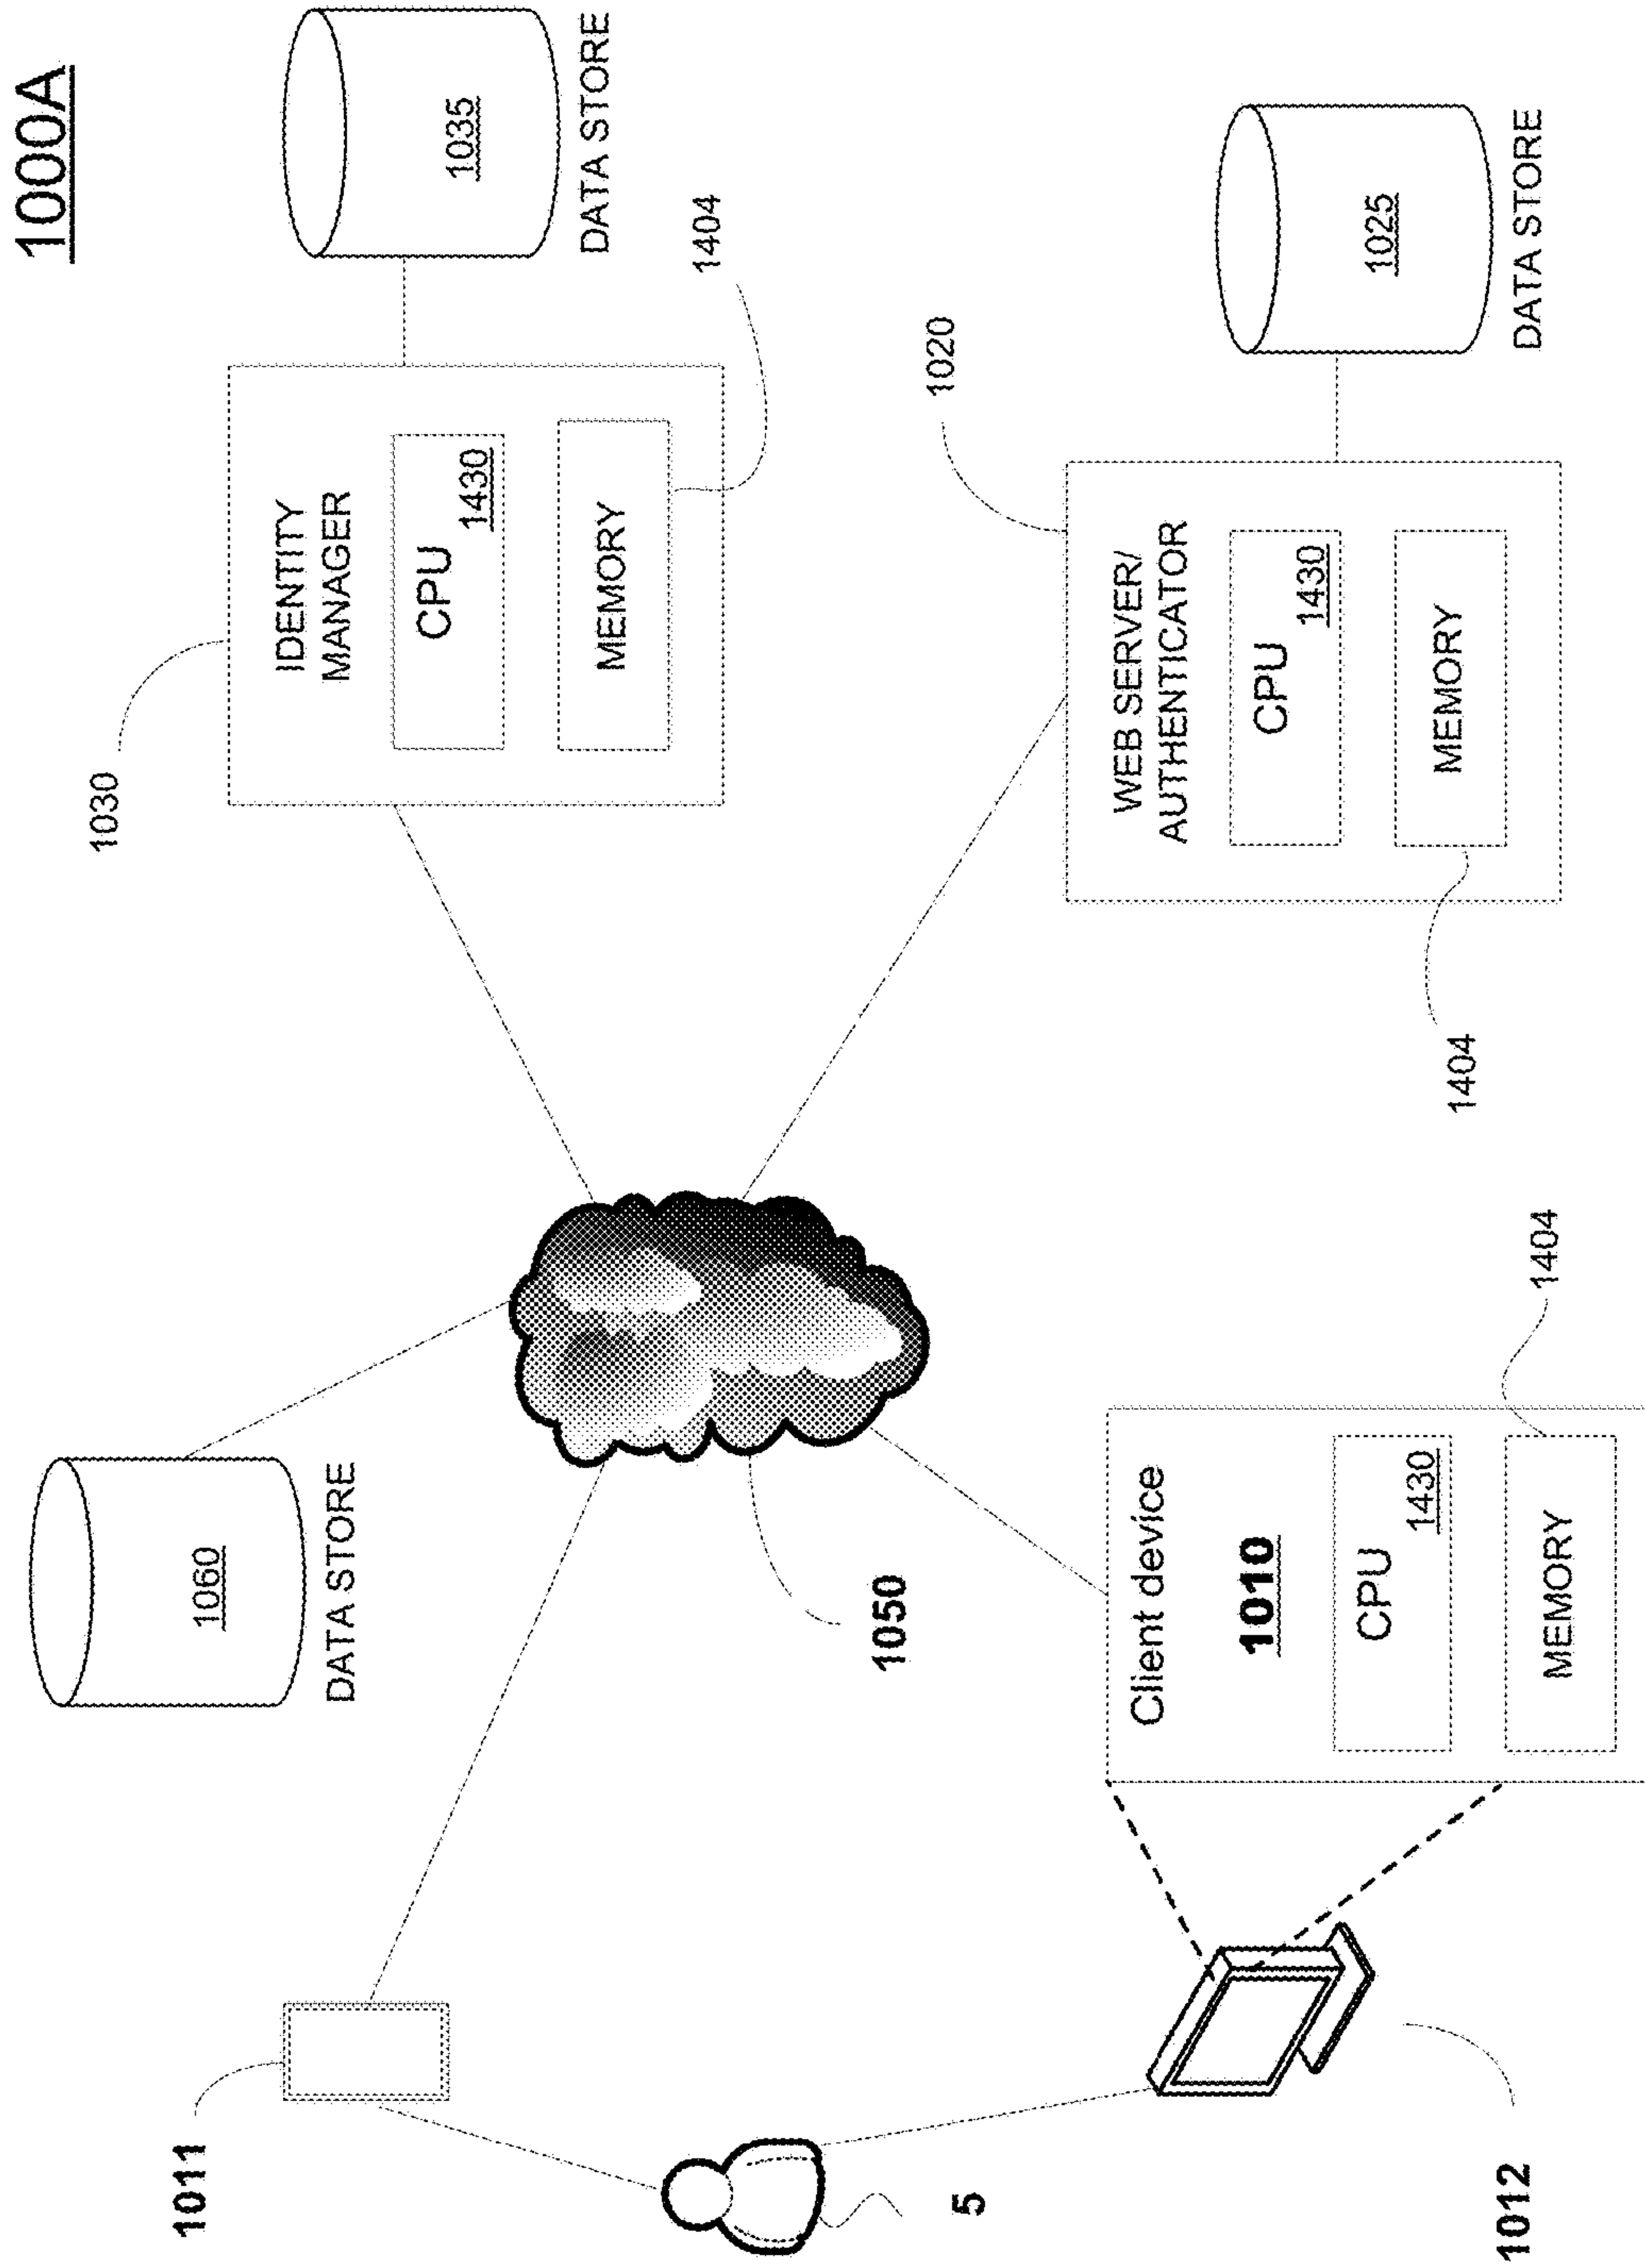 1000A
1060
DATA STORE
1030
IDENTITY
MANAGER
CPU
1430
MEMORY
1404
1035
DATA STORE
1011
5
1050
1012
Client device
1010
CPU
1430
MEMORY
1404
1020
WEB SERVER/
AUTHENTICATOR
CPU
1430
MEMORY
1404
1025
DATA STORE